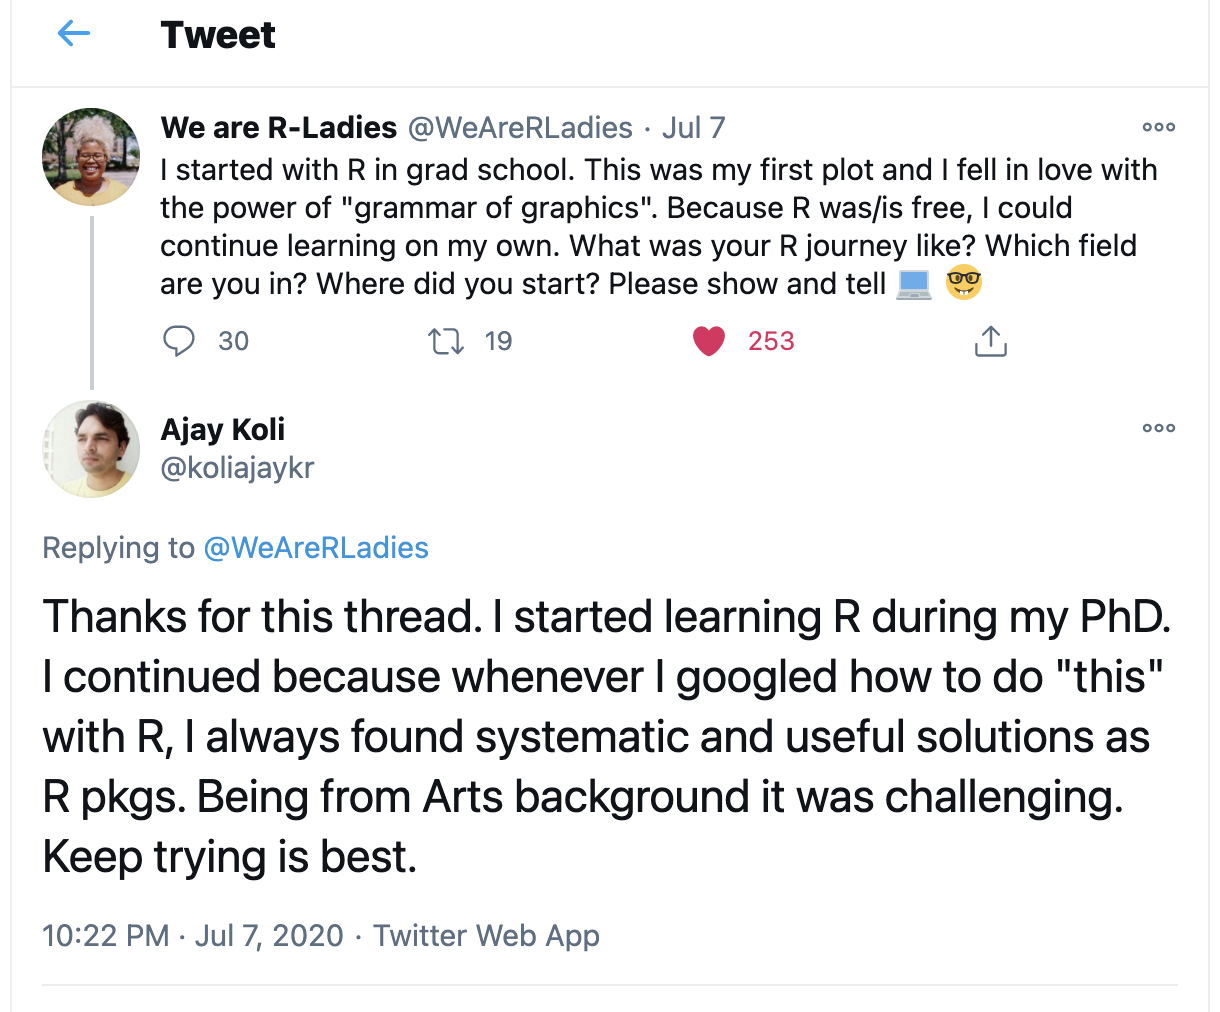 Tweet
We are R-Ladies @WeAreRLadies · Jul 7
I started with R in grad school. This was my first plot and I fell in love with
the power of "grammar of graphics". Because R was/is free, I could
continue learning on my own. What was your R journey like? Which field
are you in? Where did you start? Please show and tell 💻 🤓
30 19 253
Ajay Koli
@koliajaykr
Replying to @WeAreRLadies
Thanks for this thread. I started learning R during my PhD.
I continued because whenever I googled how to do "this"
with R, I always found systematic and useful solutions as
R pkgs. Being from Arts background it was challenging.
Keep trying is best.
10:22 PM · Jul 7, 2020 · Twitter Web App